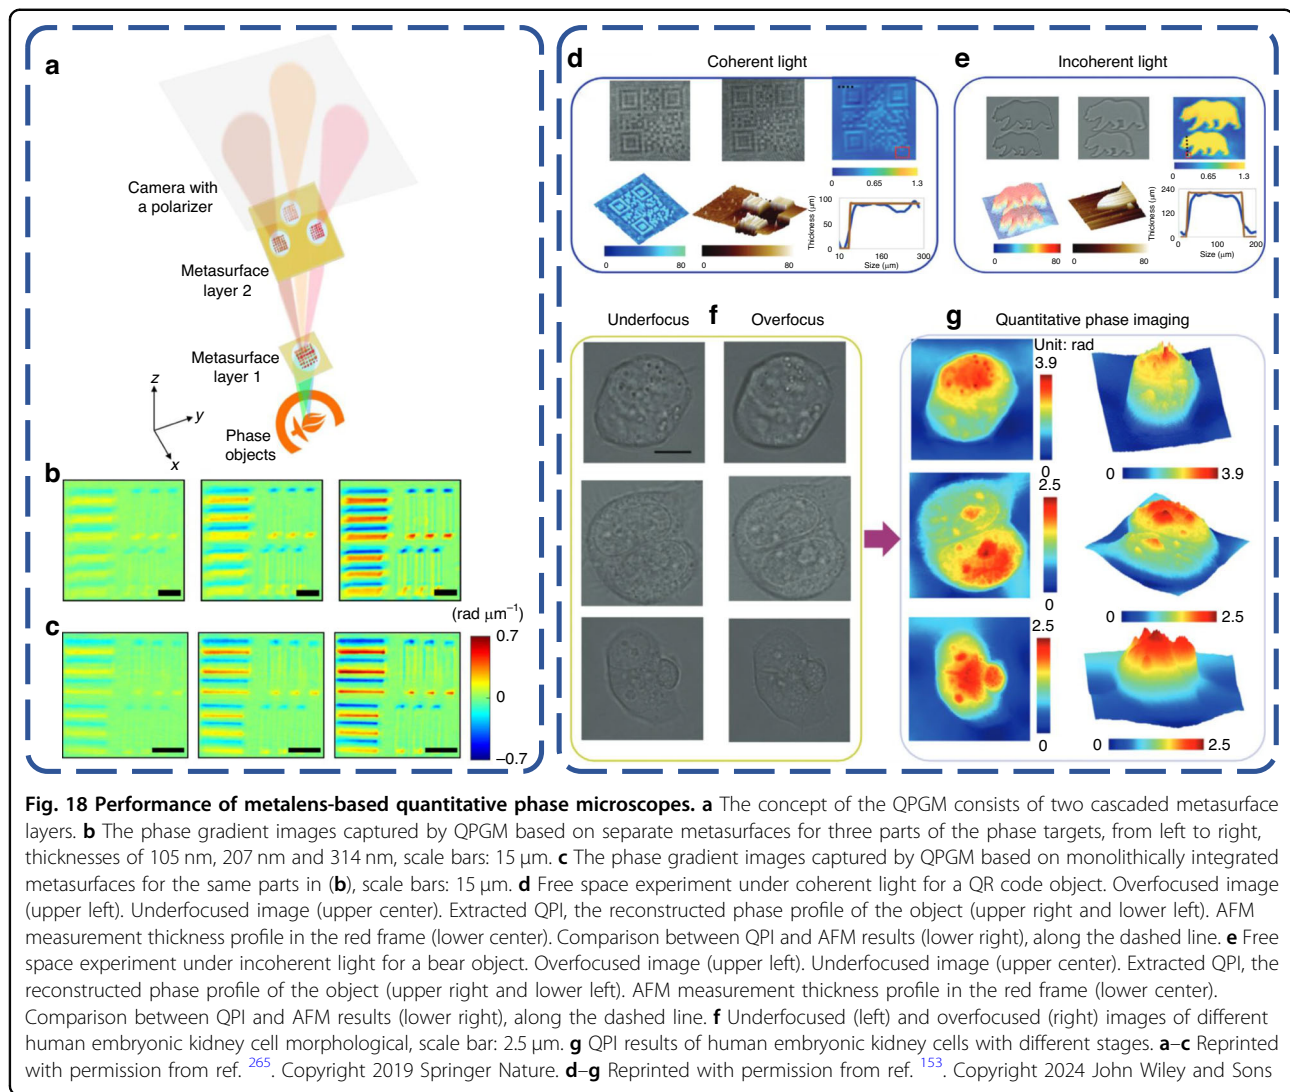 a
Camera with
a polarizer
Metasurface
layer 2
Metasurface
layer 1
z
y
x
Phase
objects
b
c
(rad μm⁻¹)
0.7
0
−0.7
d
Coherent light
0 0.65 1.3
0 80
0 80
Thickness (μm)
100
50
0
10 160 300
Size (μm)
e
Incoherent light
0 0.65 1.3
0 80
0 80
Thickness (μm)
240
120
0
0 100 200
Size (μm)
Underfocus
f
Overfocus
g
Quantitative phase imaging
Unit: rad
3.9
0
0 3.9
2.5
0
0 2.5
2.5
0
0 2.5
Fig. 18 Performance of metalens-based quantitative phase microscopes. a The concept of the QPGM consists of two cascaded metasurface
layers. b The phase gradient images captured by QPGM based on separate metasurfaces for three parts of the phase targets, from left to right,
thicknesses of 105 nm, 207 nm and 314 nm, scale bars: 15 μm. c The phase gradient images captured by QPGM based on monolithically integrated
metasurfaces for the same parts in (b), scale bars: 15 μm. d Free space experiment under coherent light for a QR code object. Overfocused image
(upper left). Underfocused image (upper center). Extracted QPI, the reconstructed phase profile of the object (upper right and lower left). AFM
measurement thickness profile in the red frame (lower center). Comparison between QPI and AFM results (lower right), along the dashed line. e Free
space experiment under incoherent light for a bear object. Overfocused image (upper left). Underfocused image (upper center). Extracted QPI, the
reconstructed phase profile of the object (upper right and lower left). AFM measurement thickness profile in the red frame (lower center).
Comparison between QPI and AFM results (lower right), along the dashed line. f Underfocused (left) and overfocused (right) images of different
human embryonic kidney cell morphological, scale bar: 2.5 μm. g QPI results of human embryonic kidney cells with different stages. a–c Reprinted
with permission from ref. 265. Copyright 2019 Springer Nature. d–g Reprinted with permission from ref. 153. Copyright 2024 John Wiley and Sons